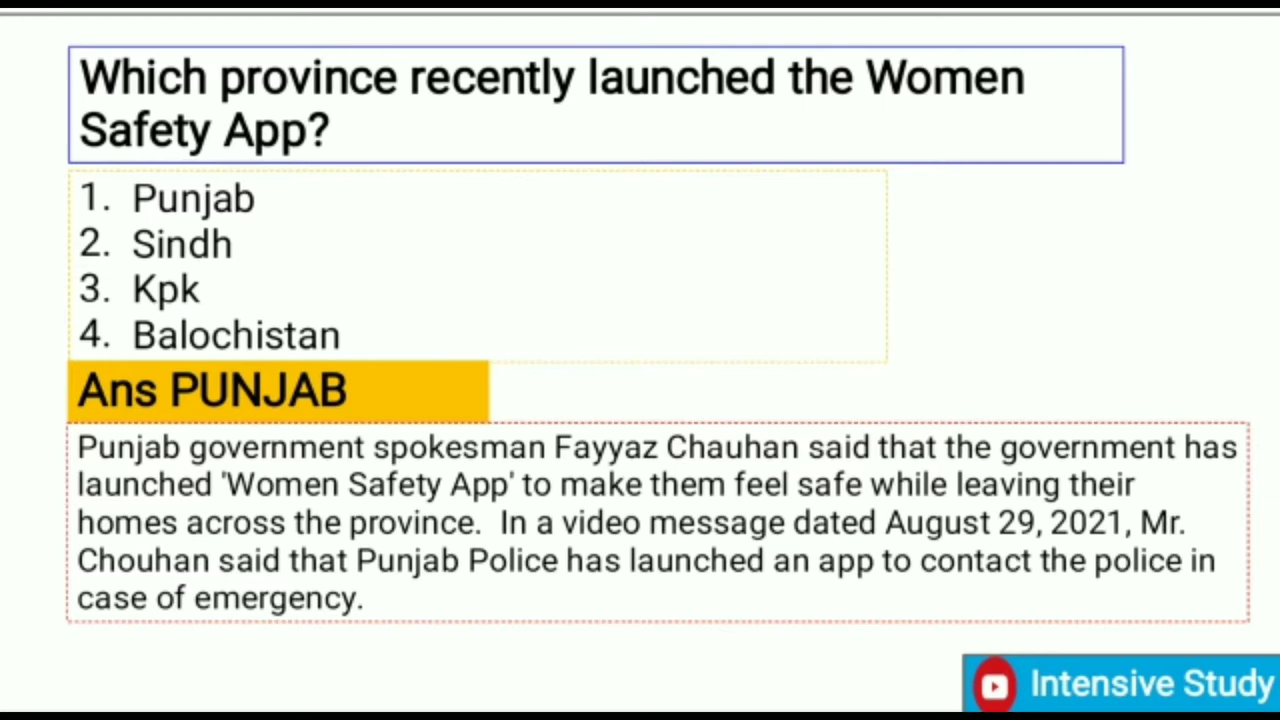 Which province recently launched the Women
Safety App?
1. Punjab
2. Sindh
3. Kpk
4. Balochistan
Ans PUNJAB
Punjab government spokesman Fayyaz Chauhan said that the government has
launched 'Women Safety App' to make them feel safe while leaving their
homes across the province. In a video message dated August 29, 2021, Mr.
Chouhan said that Punjab Police has launched an app to contact the police in
case of emergency.
Intensive Study